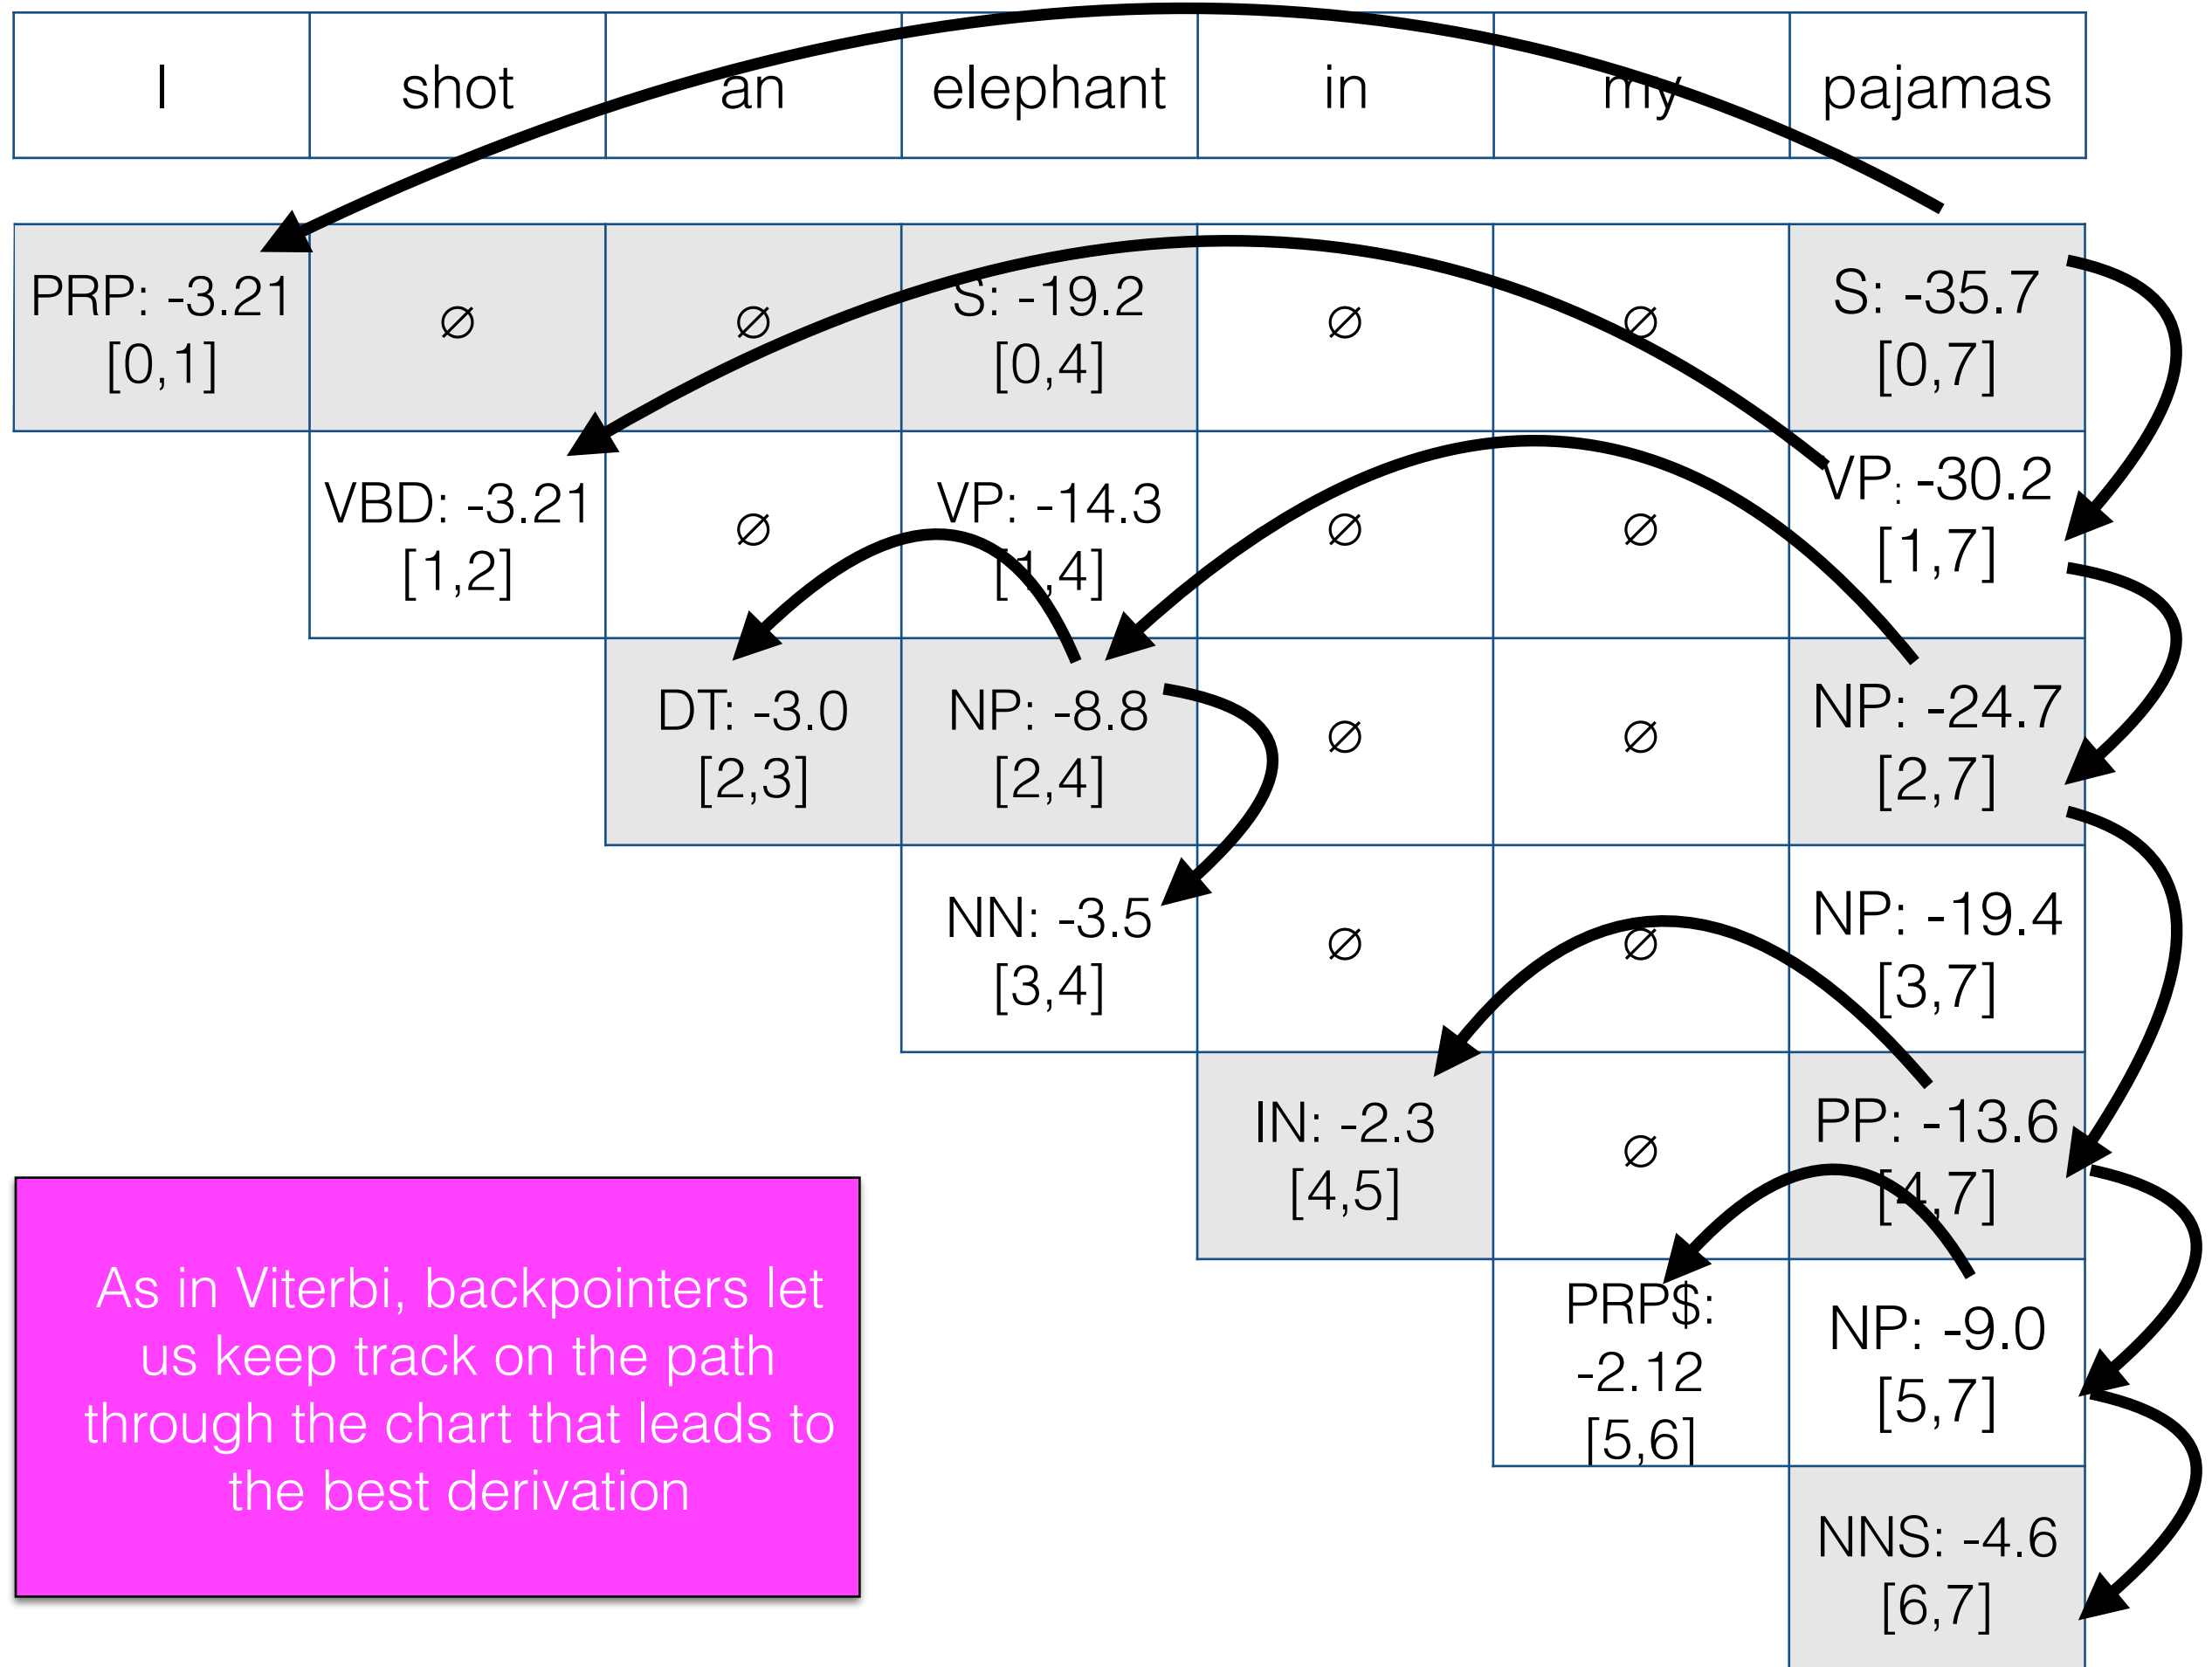 I shot an elephant in my pajamas
PRP: -3.21 ∅ ∅ S: -19.2 ∅ ∅ S: -35.7
[0,1] [0,4] [0,7]
VBD: -3.21 ∅ VP: -14.3 ∅ ∅ VP: -30.2
[1,2] [1,4] [1,7]
DT: -3.0 NP: -8.8 ∅ ∅ NP: -24.7
[2,3] [2,4] [2,7]
NN: -3.5 ∅ ∅ NP: -19.4
[3,4] [3,7]
IN: -2.3 ∅ PP: -13.6
[4,5] [4,7]
PRP$:
-2.12
[5,6]
NP: -9.0
[5,7]
NNS: -4.6
[6,7]
As in Viterbi, backpointers let
us keep track on the path
through the chart that leads to
the best derivation